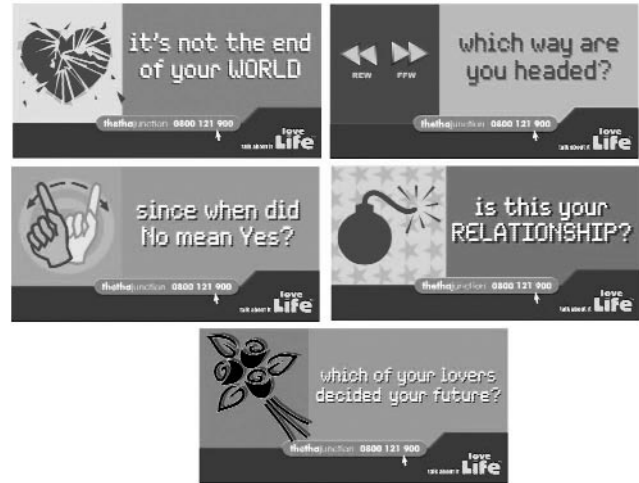 it's not the end
of your WORLD
thethajunction 0800 121 900
talk about it
love
Life
which way are
you headed?
REW FFW
thethajunction 0800 121 900
talk about it
love
Life
since when did
No mean Yes?
thethajunction 0800 121 900
talk about it
love
Life
is this your
RELATIONSHIP?
thethajunction 0800 121 900
talk about it
love
Life
which of your lovers
decided your future?
thethajunction 0800 121 900
talk about it
love
Life